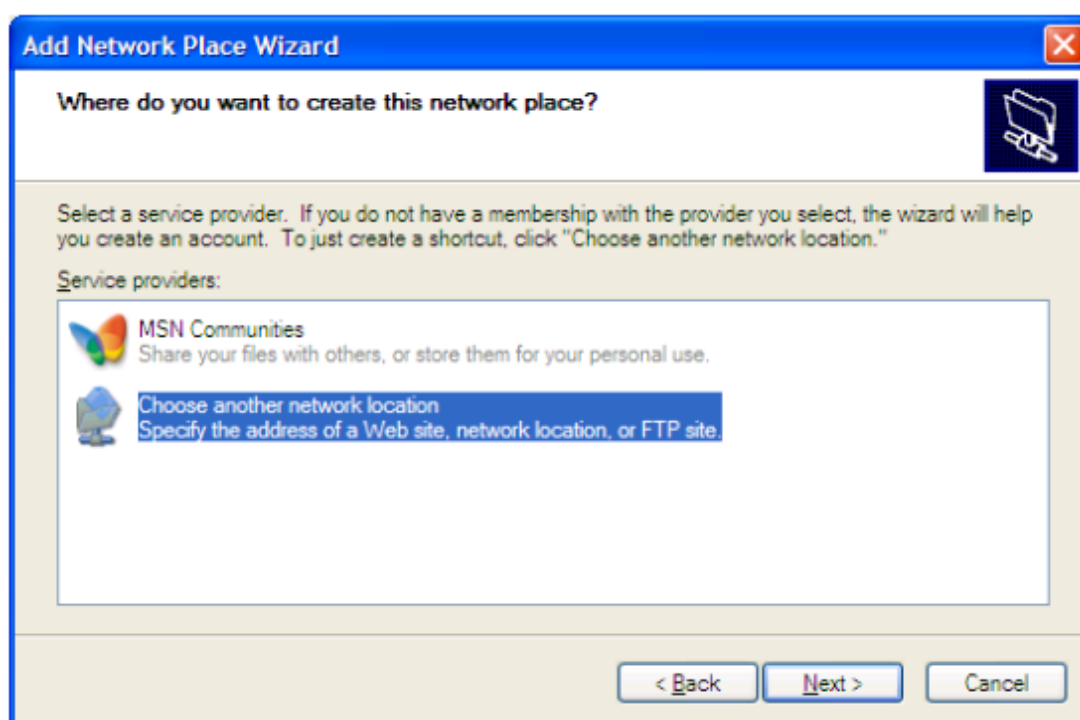 Add Network Place Wizard
Where do you want to create this network place?
Select a service provider. If you do not have a membership with the provider you select, the wizard will help
you create an account. To just create a shortcut, click "Choose another network location."
Service providers:
MSN Communities
Share your files with others, or store them for your personal use.
Choose another network location
Specify the address of a Web site, network location, or FTP site.
< Back
Next >
Cancel